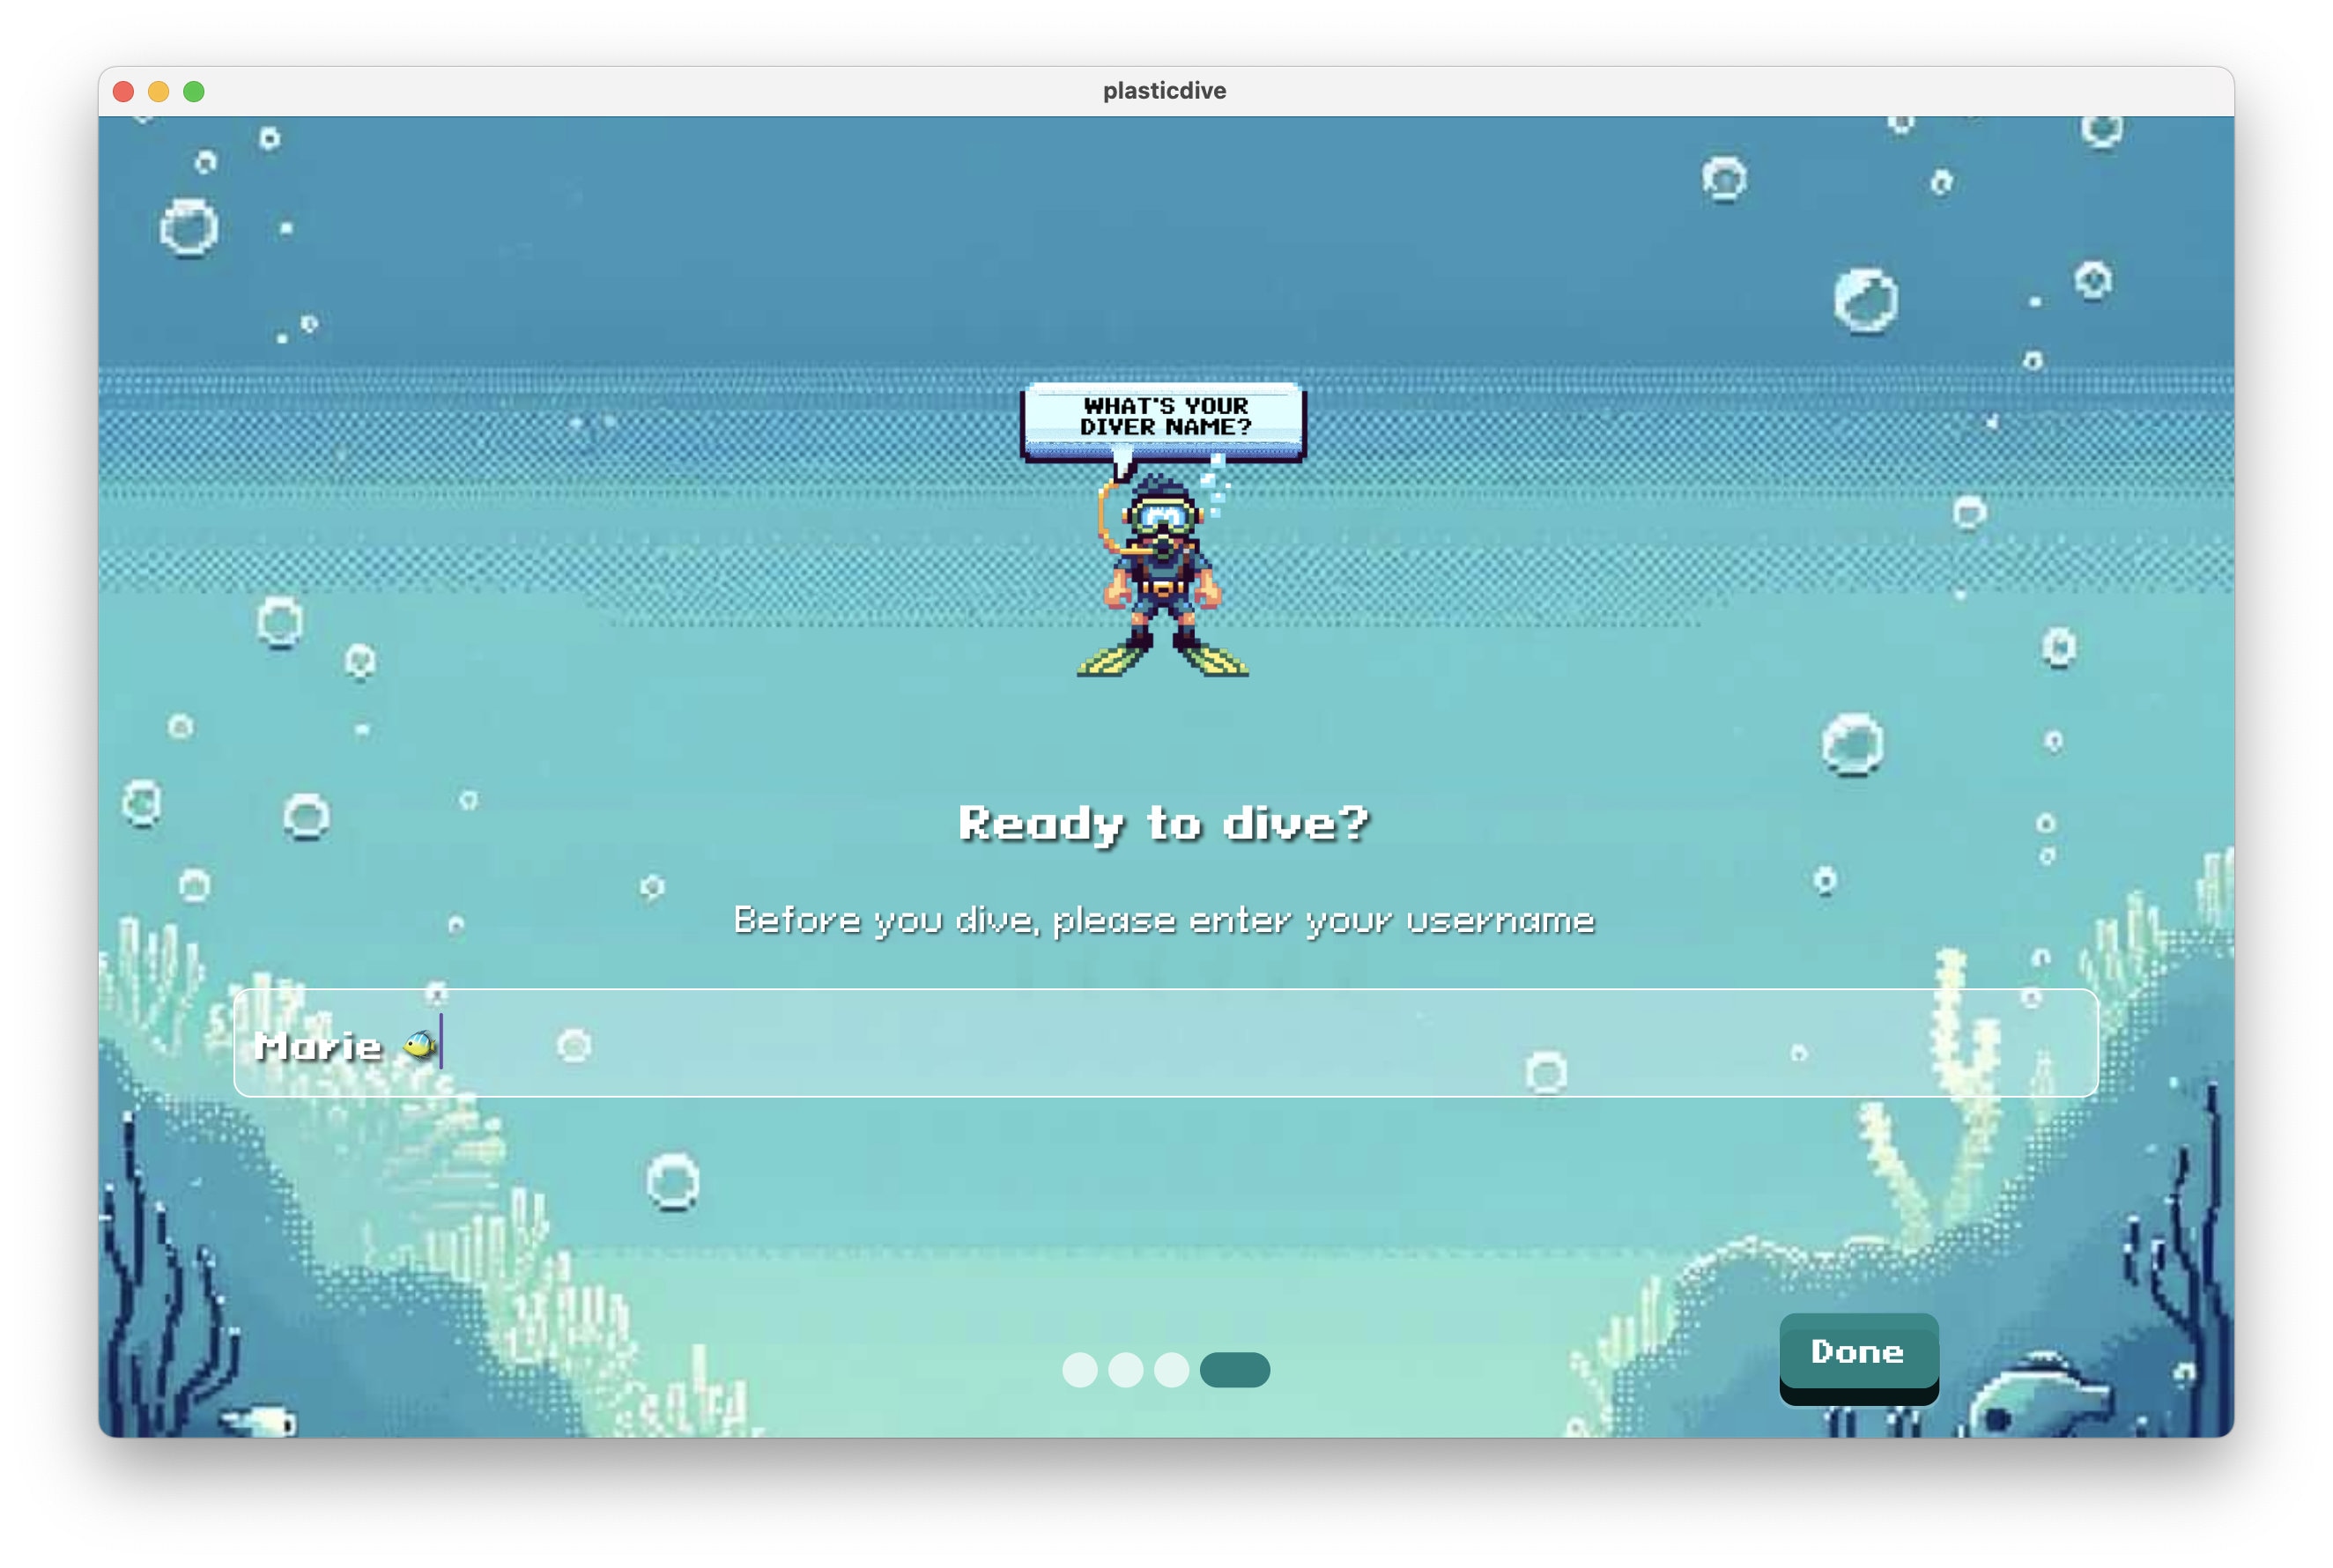 plasticdive
WHAT'S YOUR
DIVER NAME?
Ready to dive?
Before you dive, please enter your username
Marie 🐠
Done